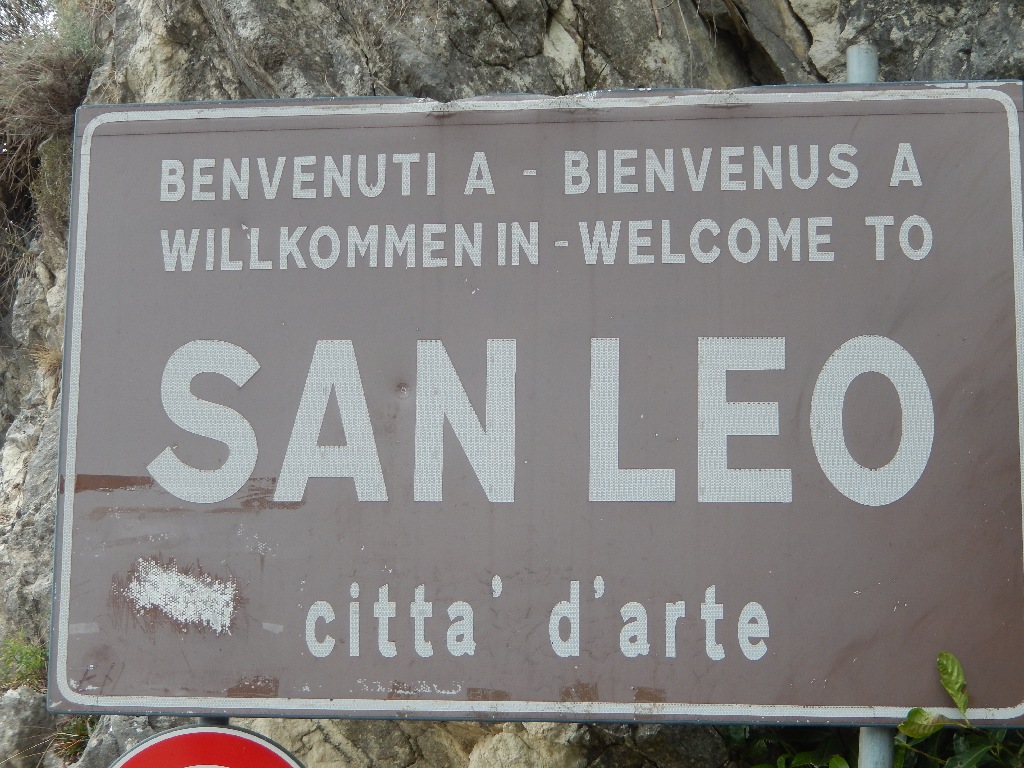 BENVENUTI A - BIENVENUS A
WILLKOMMEN IN - WELCOME TO
SAN LEO
citta' d'arte